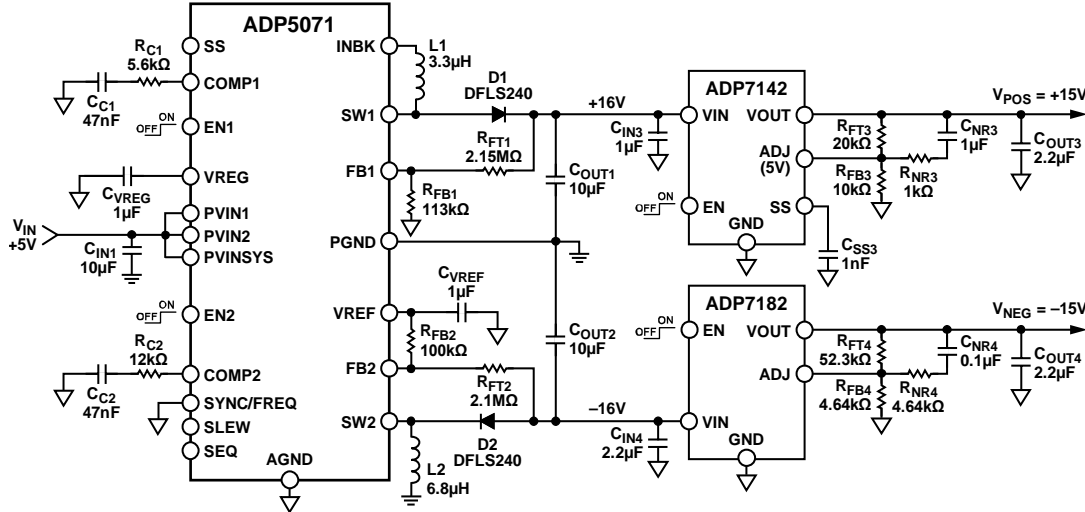 ADP5071
SS
COMP1
EN1
VREG
PVIN1
PVIN2
PVINSYS
EN2
COMP2
SYNC/FREQ
SLEW
SEQ
AGND
INBK
SW1
FB1
PGND
VREF
FB2
SW2
RC1
5.6kΩ
CC1
47nF
ON
OFF
CVREG
1µF
VIN
+5V
CIN1
10µF
ON
OFF
RC2
12kΩ
CC2
47nF
L1
3.3µH
D1
DFLS240
RFT1
2.15MΩ
RFB1
113kΩ
COUT1
10µF
CVREF
1µF
RFB2
100kΩ
COUT2
10µF
RFT2
2.1MΩ
D2
DFLS240
L2
6.8µH
+16V
CIN3
1µF
ON
OFF
ADP7142
VIN
VOUT
ADJ
(5V)
EN
SS
GND
RFT3
20kΩ
CNR3
1µF
RFB3
10kΩ
RNR3
1kΩ
CSS3
1nF
VPOS = +15V
COUT3
2.2µF
–16V
CIN4
2.2µF
ON
OFF
ADP7182
EN
VOUT
ADJ
VIN
GND
RFT4
52.3kΩ
CNR4
0.1µF
RFB4
4.64kΩ
RNR4
4.64kΩ
VNEG = –15V
COUT4
2.2µF